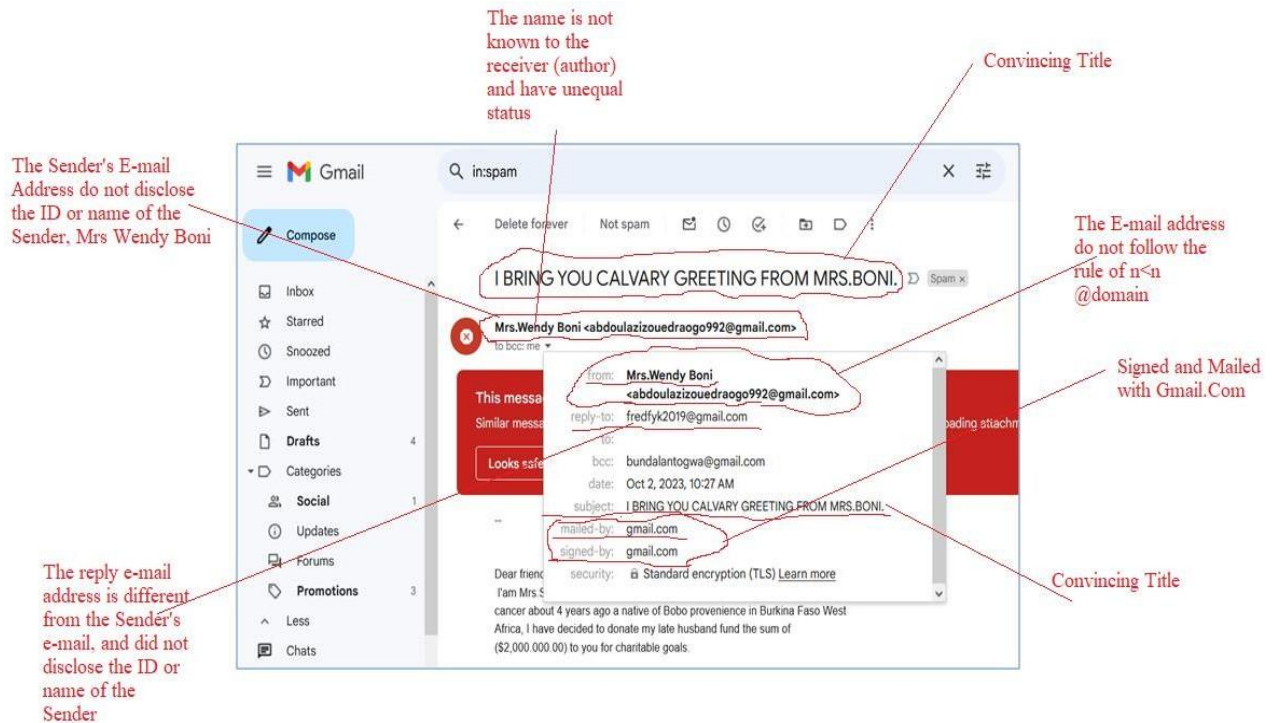 The name is not
known to the
receiver (author)
and have unequal
status
Convincing Title
The Sender's E-mail
Address do not disclose
the ID or name of the
Sender, Mrs Wendy Boni
The E-mail address
do not follow the
rule of n<n
@domain
Signed and Mailed
with Gmail.Com
Convincing Title
The reply e-mail
address is different
from the Sender's
e-mail, and did not
disclose the ID or
name of the
Sender
Gmail
in:spam
Compose
Inbox
Starred
Snoozed
Important
Sent
Drafts 4
Categories
Social 1
Updates
Forums
Promotions 3
Less
Chats
Delete forever Not spam
I BRING YOU CALVARY GREETING FROM MRS.BONI. Spam x
Mrs.Wendy Boni <abdoulazizouedraogo992@gmail.com>
to bcc: me
This messa
Similar messa
Looks safe
from: Mrs.Wendy Boni
<abdoulazizouedraogo992@gmail.com>
reply-to: fredfyk2019@gmail.com
to:
bcc: bundalantogwa@gmail.com
date: Oct 2, 2023, 10:27 AM
subject: I BRING YOU CALVARY GREETING FROM MRS.BONI.
mailed-by: gmail.com
signed-by: gmail.com
security: Standard encryption (TLS) Learn more
--
Dear friend
I'am Mrs.S
cancer about 4 years ago a native of Bobo provenience in Burkina Faso West
Africa, I have decided to donate my late husband fund the sum of
($2,000.000.00) to you for charitable goals.